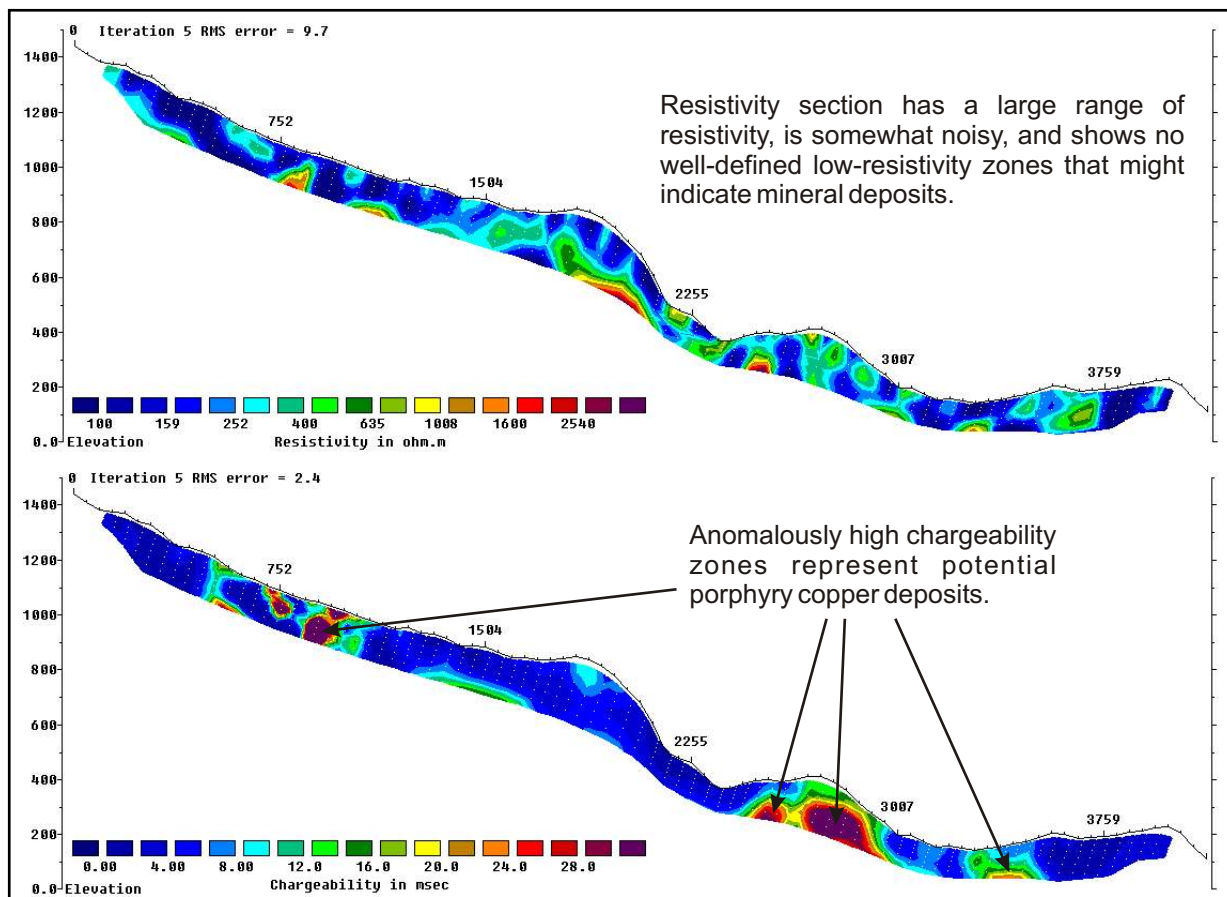 0 Iteration 5 RMS error = 9.7
1400
1200
752
Resistivity section has a large range of
resistivity, is somewhat noisy, and shows no
well-defined low-resistivity zones that might
indicate mineral deposits.
1000
1504
800
600
2255
400
3007
3759
200
100 159 252 400 635 1008 1600 2540
0.0 Elevation Resistivity in ohm.m
0 Iteration 5 RMS error = 2.4
1400
1200
752
Anomalously high chargeability
zones represent potential
porphyry copper deposits.
1000
1504
800
600
2255
400
3007
3759
200
0.00 4.00 8.00 12.0 16.0 20.0 24.0 28.0
0.0 Elevation
Chargeability in msec